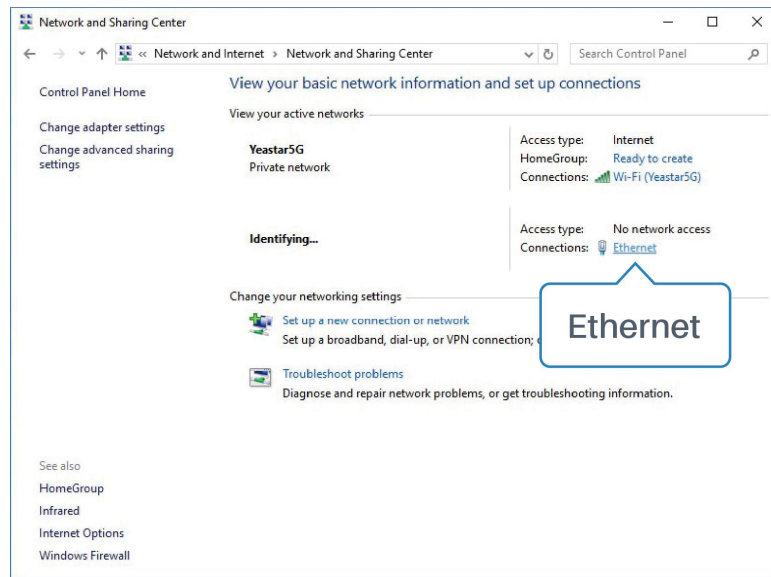 Network and Sharing Center
« Network and Internet › Network and Sharing Center
Search Control Panel
Control Panel Home
Change adapter settings
Change advanced sharing
settings
View your basic network information and set up connections
View your active networks
Yeastar5G
Private network
Access type: Internet
HomeGroup: Ready to create
Connections: Wi-Fi (Yeastar5G)
Identifying...
Access type: No network access
Connections: Ethernet
Ethernet
Change your networking settings
Set up a new connection or network
Set up a broadband, dial-up, or VPN connection;
Troubleshoot problems
Diagnose and repair network problems, or get troubleshooting information.
See also
HomeGroup
Infrared
Internet Options
Windows Firewall